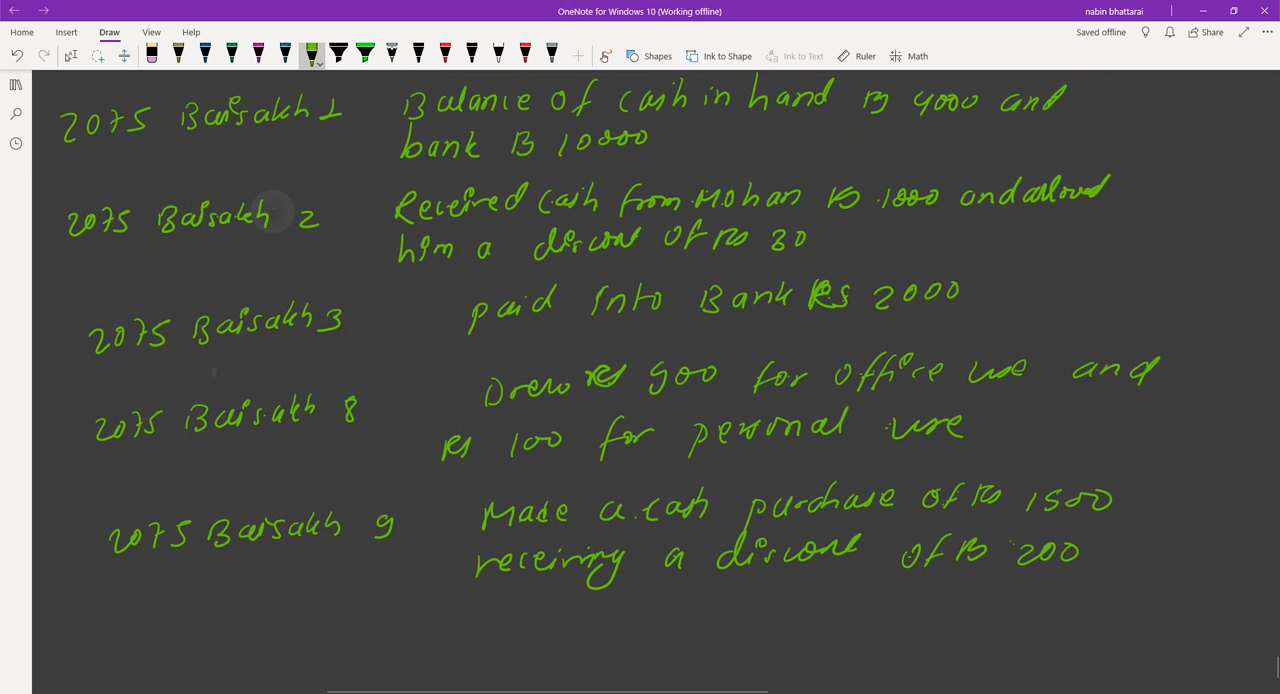 OneNote for Windows 10 (Working offline)
nabin bhattarai
Home Insert Draw View Help
Saved offline Share
Shapes Ink to Shape Ink to Text Ruler Math
2075 Baisakh 1 Balance of cash in hand Rs 4000 and
bank Rs 10000
2075 Baisakh 2 Received cash from Mohan Rs 1000 and allowed
him a discont of Rs 30
2075 Baisakh 3 paid into Bank Rs 2000
2075 Baisakh 8 Drew Rs 900 for office use and
Rs 100 for personal use
2075 Baisakh 9 Made a cash purchase of Rs 1500
receiving a discont of Rs 200